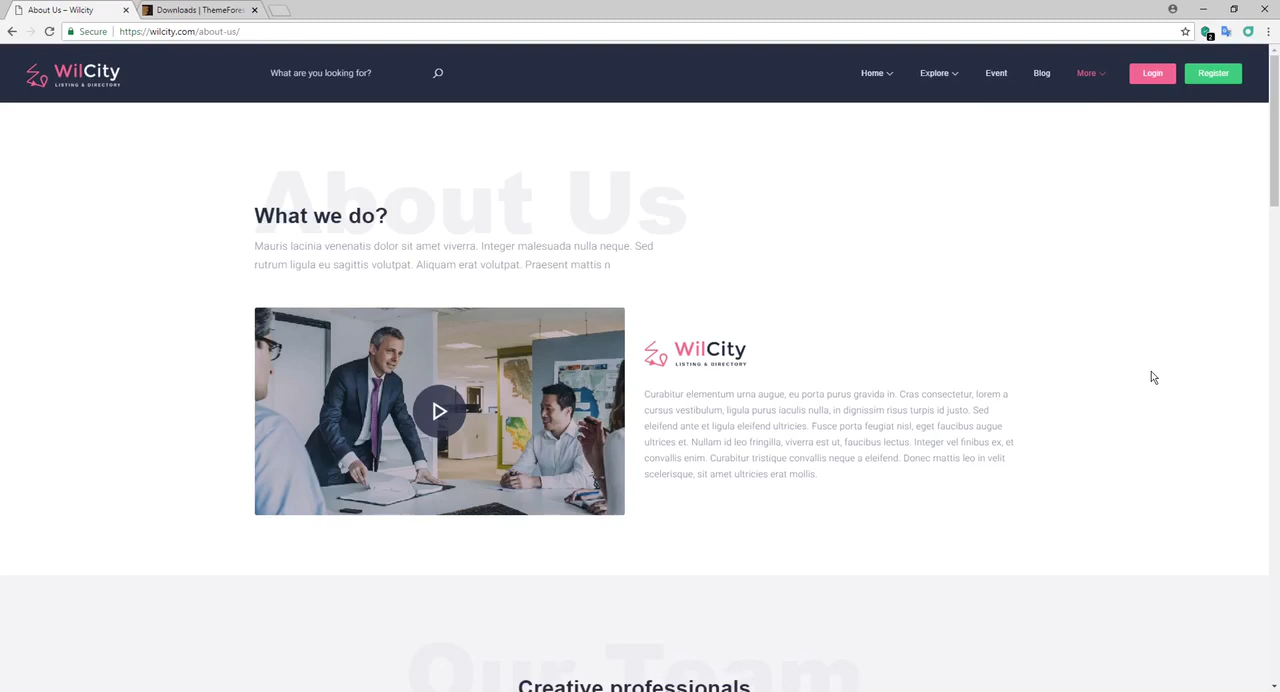 About Us – Wilcity
Downloads | ThemeFores
Secure
https://wilcity.com/about-us/
2
WilCity
LISTING & DIRECTORY
What are you looking for?
Home
Explore
Event
Blog
More
Login
Register
About Us
What we do?
Mauris lacinia venenatis dolor sit amet viverra. Integer malesuada nulla neque. Sed
rutrum ligula eu sagittis volutpat. Aliquam erat volutpat. Praesent mattis n
WilCity
LISTING & DIRECTORY
Curabitur elementum urna augue, eu porta purus gravida in. Cras consectetur, lorem a
cursus vestibulum, ligula purus iaculis nulla, in dignissim risus turpis id justo. Sed
eleifend ante et ligula eleifend ultricies. Fusce porta feugiat nisl, eget faucibus augue
ultrices et. Nullam id leo fringilla, viverra est ut, faucibus lectus. Integer vel finibus ex, et
convallis enim. Curabitur tristique convallis neque a eleifend. Donec mattis leo in velit
scelerisque, sit amet ultricies erat mollis.
Our Team
Creative professionals